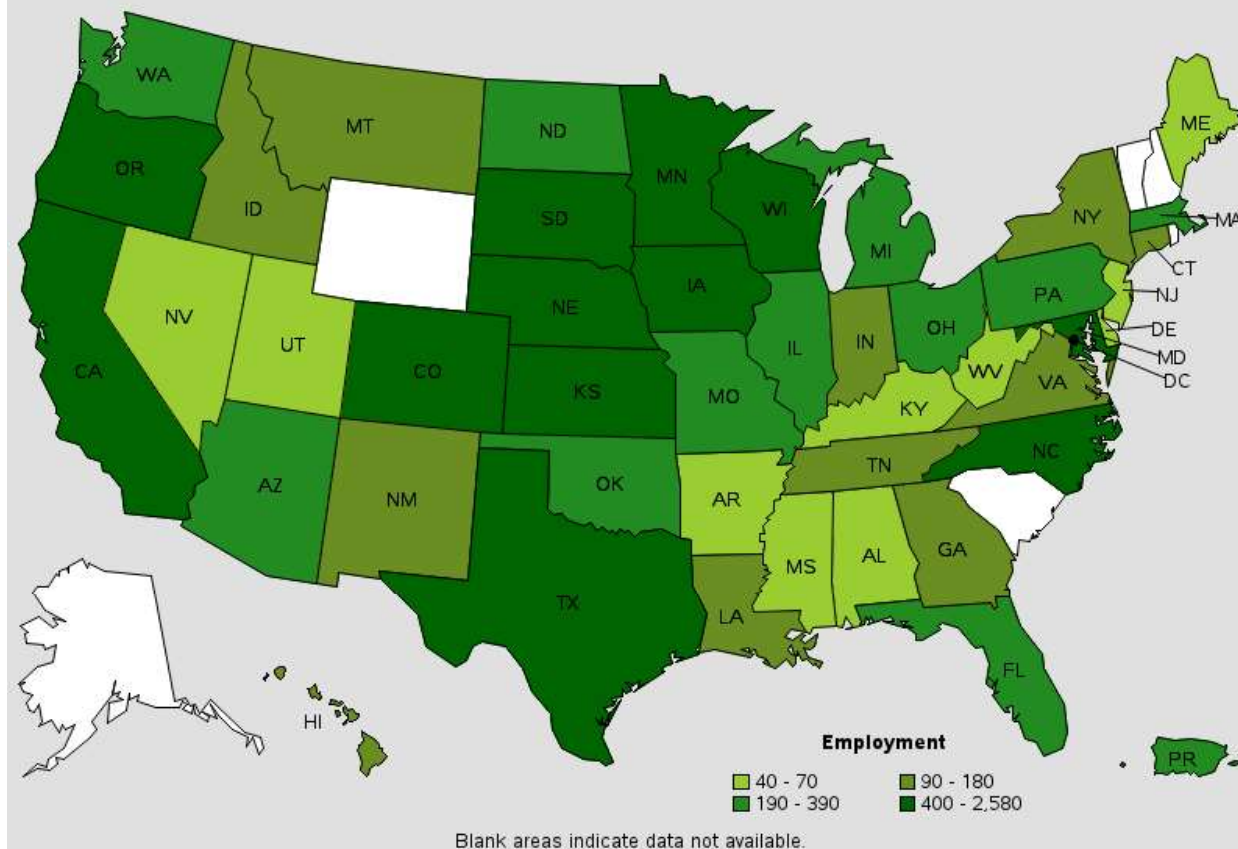 WA
MT
ND
ME
OR
MN
ID
SD
WI
NY
MA
MI
CT
NE
IA
PA
NJ
NV
UT
OH
DE
IL
IN
MD
CA
CO
WV
DC
KS
MO
VA
KY
NC
TN
AZ
OK
NM
AR
GA
MS
AL
TX
LA
FL
HI
PR
Employment
40 - 70
90 - 180
190 - 390
400 - 2,580
Blank areas indicate data not available.